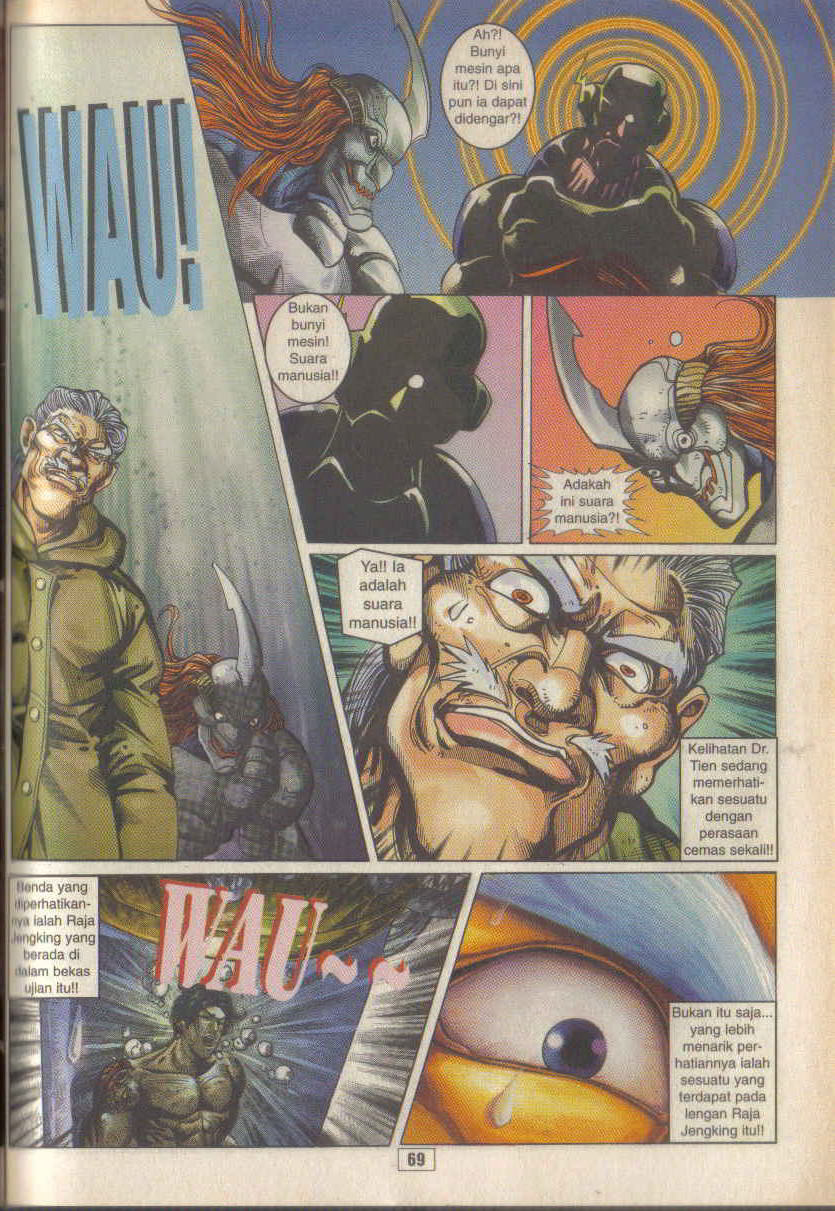 WAU!
Ah?!
Bunyi
mesin apa
itu?! Di sini
pun ia dapat
didengar?!
Bukan
bunyi
mesin!
Suara
manusia!!
Adakah
ini suara
manusia?!
Ya!! Ia
adalah
suara
manusia!!
Kelihatan Dr.
Tien sedang
memerhati-
kan sesuatu
dengan
perasaan
cemas sekali!!
Benda yang
diperhatikan-
nya ialah Raja
Jengking yang
berada di
dalam bekas
ujian itu!!
WAU~~
Bukan itu saja...
yang lebih
menarik per-
hatiannya ialah
sesuatu yang
terdapat pada
lengan Raja
Jengking itu!!
69